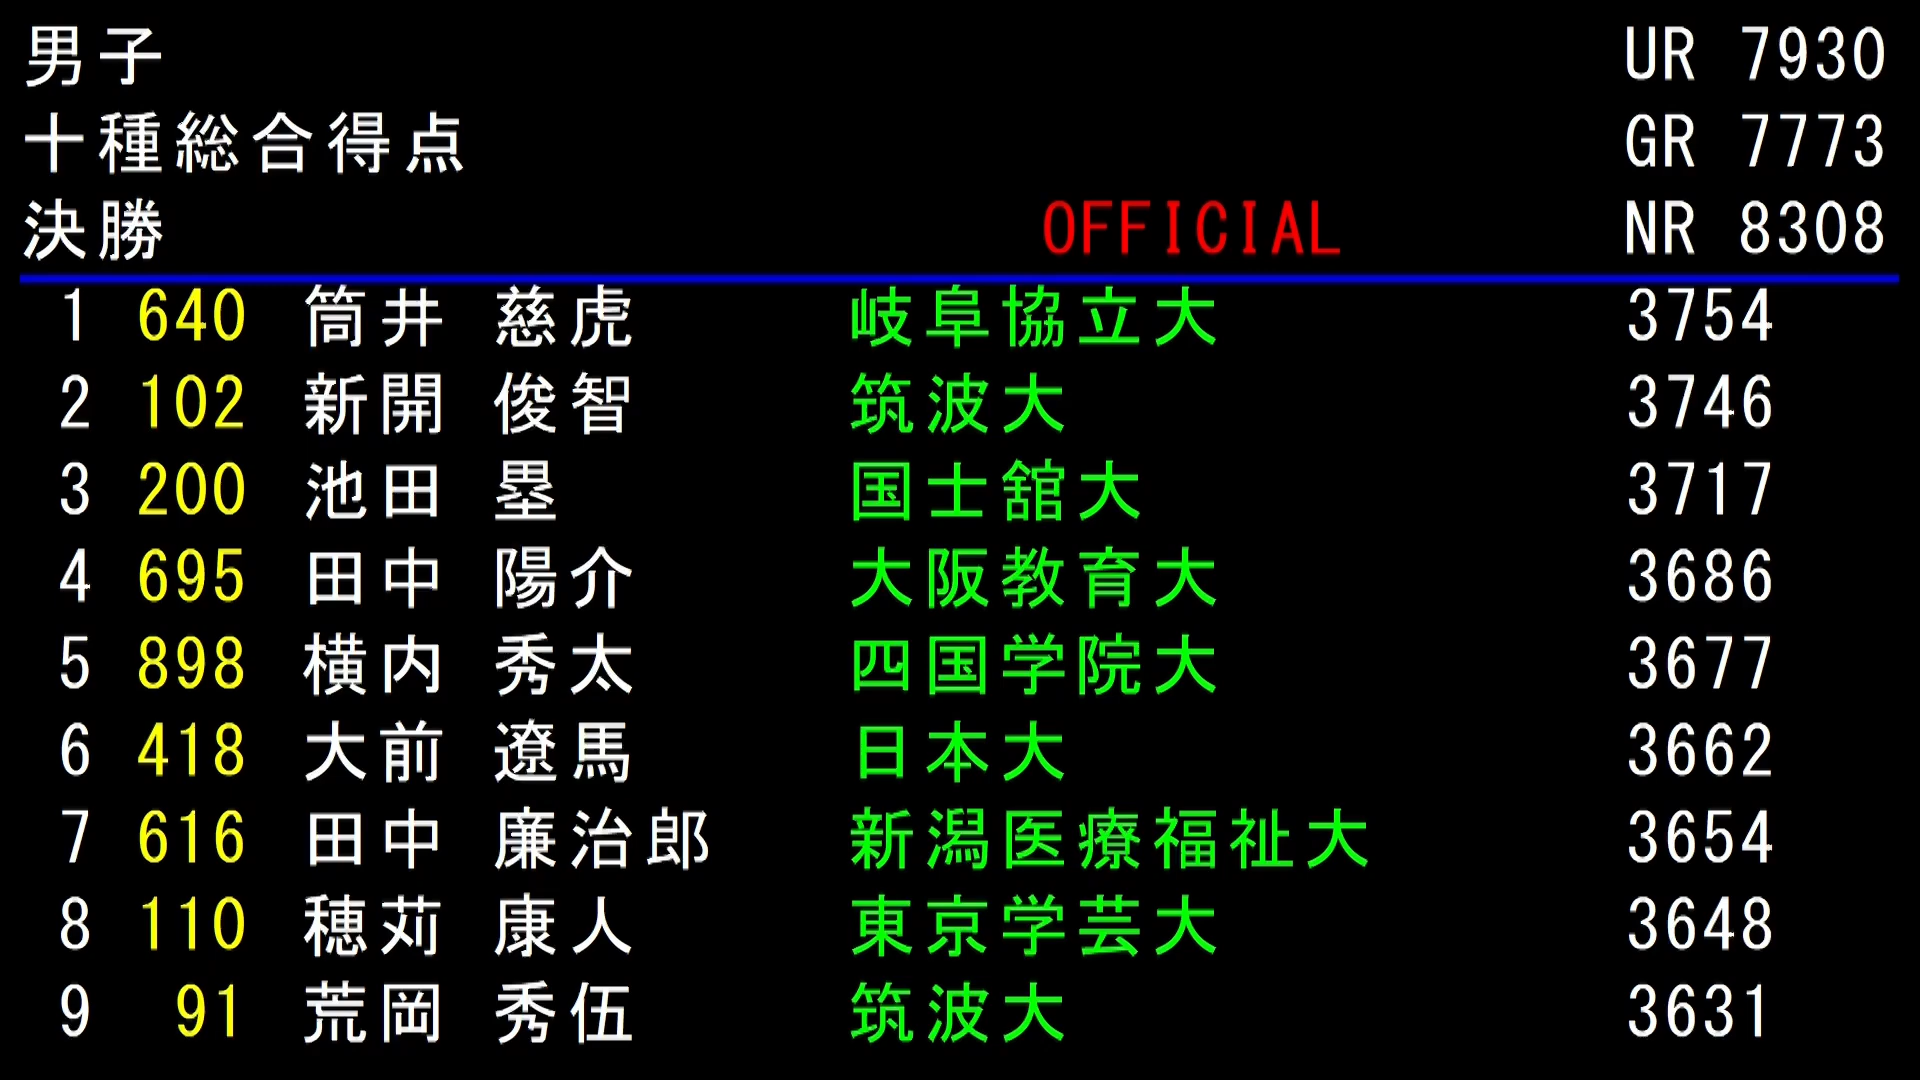 男子 UR 7930
十種総合得点 GR 7773
決勝 OFFICIAL NR 8308
1 640 筒井 慈虎 岐阜協立大 3754
2 102 新開 俊智 筑波大 3746
3 200 池田 塁 国士舘大 3717
4 695 田中 陽介 大阪教育大 3686
5 898 横内 秀太 四国学院大 3677
6 418 大前 遼馬 日本大 3662
7 616 田中 廉治郎 新潟医療福祉大 3654
8 110 穂苅 康人 東京学芸大 3648
9 91 荒岡 秀伍 筑波大 3631